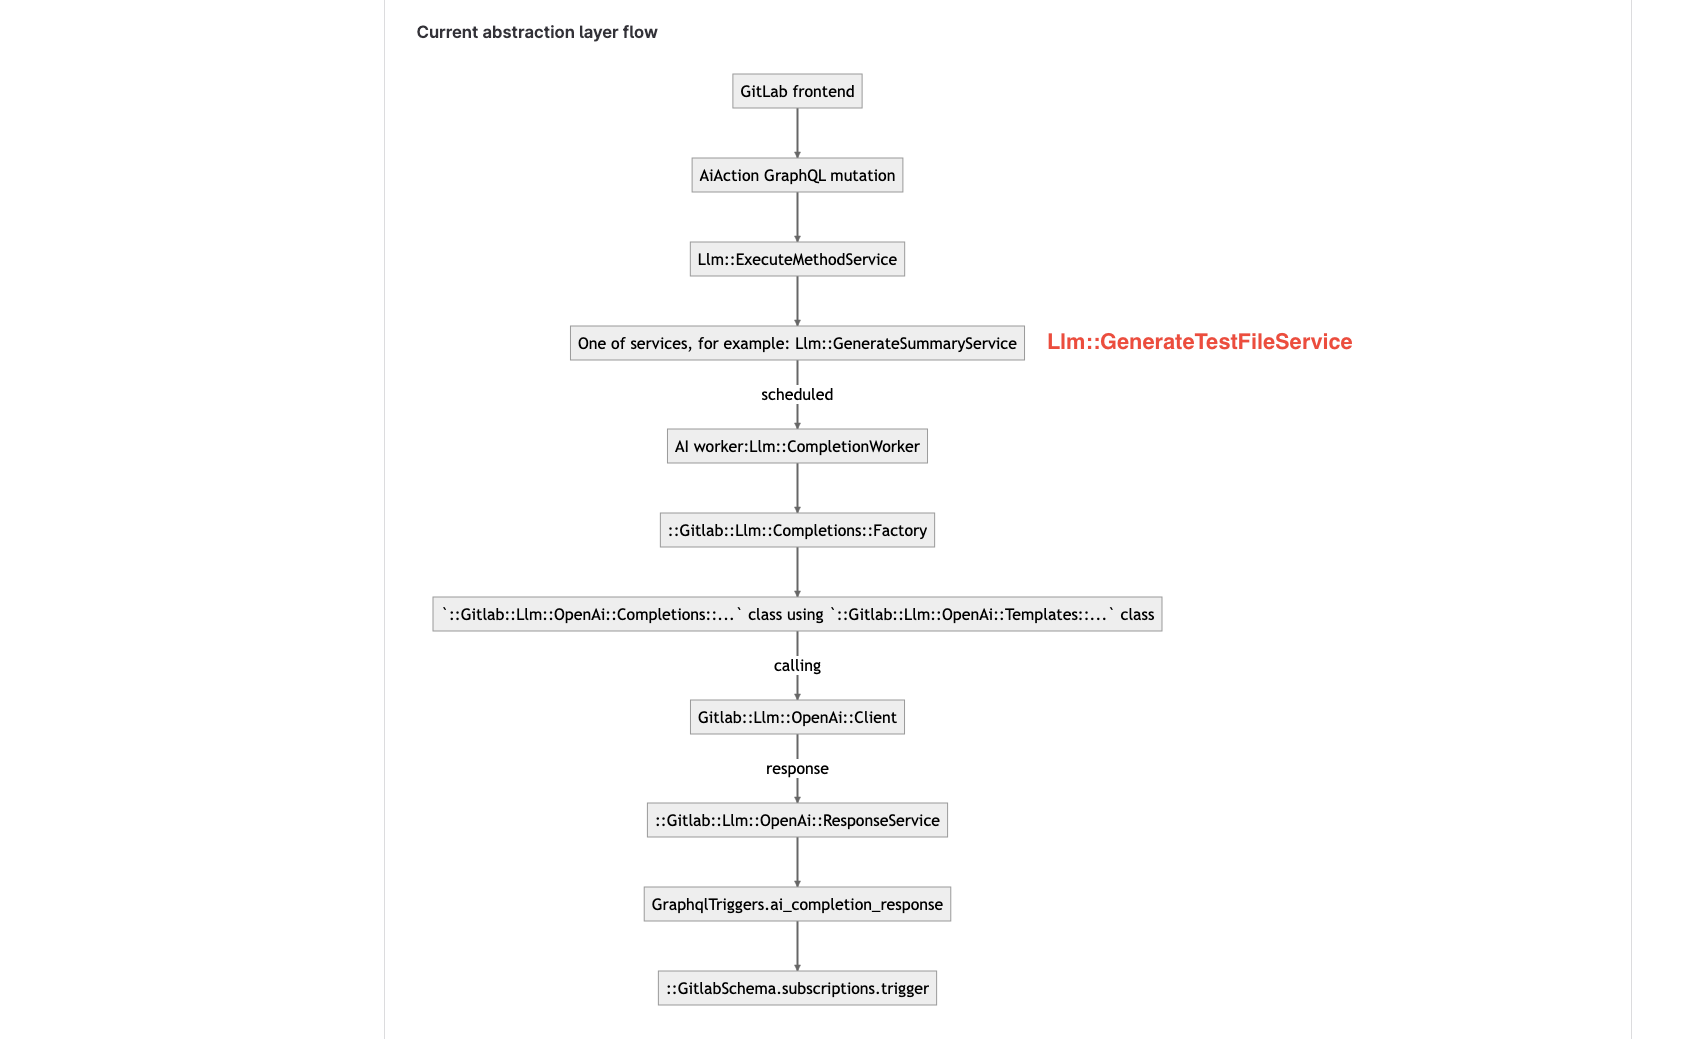 Current abstraction layer flow
GitLab frontend
AiAction GraphQL mutation
Llm::ExecuteMethodService
One of services, for example: Llm::GenerateSummaryService
Llm::GenerateTestFileService
scheduled
AI worker:Llm::CompletionWorker
::Gitlab::Llm::Completions::Factory
`::Gitlab::Llm::OpenAi::Completions::...` class using `::Gitlab::Llm::OpenAi::Templates::...` class
calling
Gitlab::Llm::OpenAi::Client
response
::Gitlab::Llm::OpenAi::ResponseService
GraphqlTriggers.ai_completion_response
::GitlabSchema.subscriptions.trigger